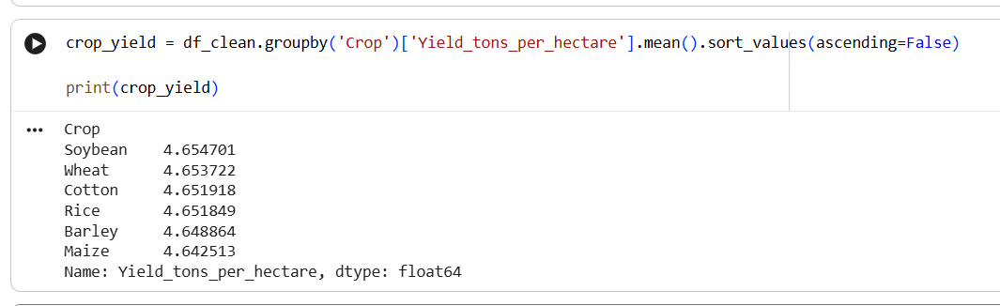 crop_yield = df_clean.groupby('Crop')['Yield_tons_per_hectare'].mean().sort_values(ascending=False)
print(crop_yield)
Crop
Soybean    4.654701
Wheat      4.653722
Cotton     4.651918
Rice       4.651849
Barley     4.648864
Maize      4.642513
Name: Yield_tons_per_hectare, dtype: float64